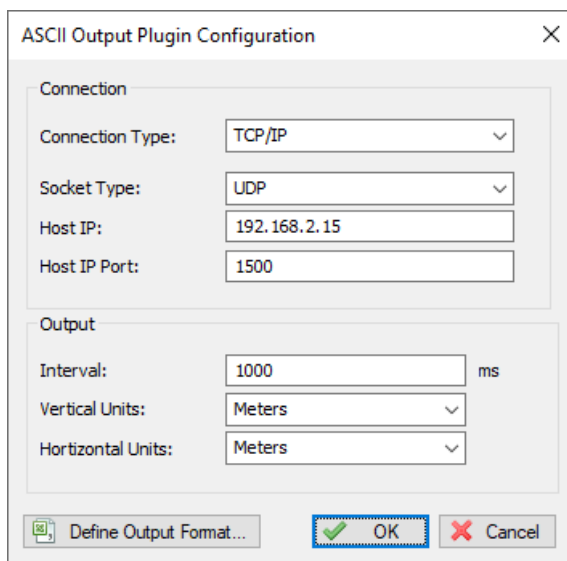 ASCII Output Plugin Configuration
Connection
Connection Type: TCP/IP
Socket Type: UDP
Host IP: 192.168.2.15
Host IP Port: 1500
Output
Interval: 1000 ms
Vertical Units: Meters
Hortizontal Units: Meters
Define Output Format... OK Cancel